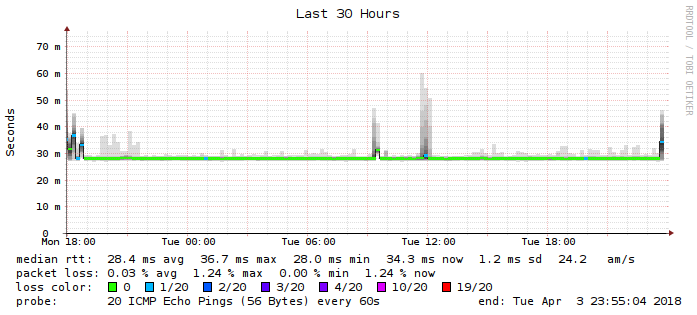 Last 30 Hours
RRDTOOL / TOBI OETIKER
Seconds
70 m
60 m
50 m
40 m
30 m
20 m
10 m
0
Mon 18:00 Tue 00:00 Tue 06:00 Tue 12:00 Tue 18:00
median rtt: 28.4 ms avg 36.7 ms max 28.0 ms min 34.3 ms now 1.2 ms sd 24.2 am/s
packet loss: 0.03 % avg 1.24 % max 0.00 % min 1.24 % now
loss color: 0 1/20 2/20 3/20 4/20 10/20 19/20
probe: 20 ICMP Echo Pings (56 Bytes) every 60s end: Tue Apr 3 23:55:04 2018